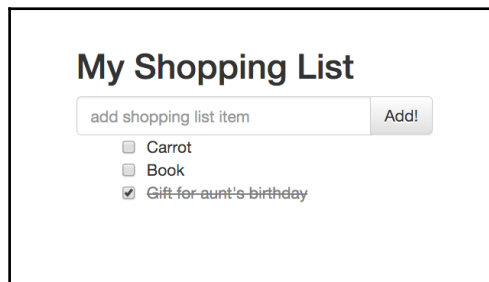 My Shopping List
add shopping list item Add!
Carrot
Book
Gift for aunt's birthday